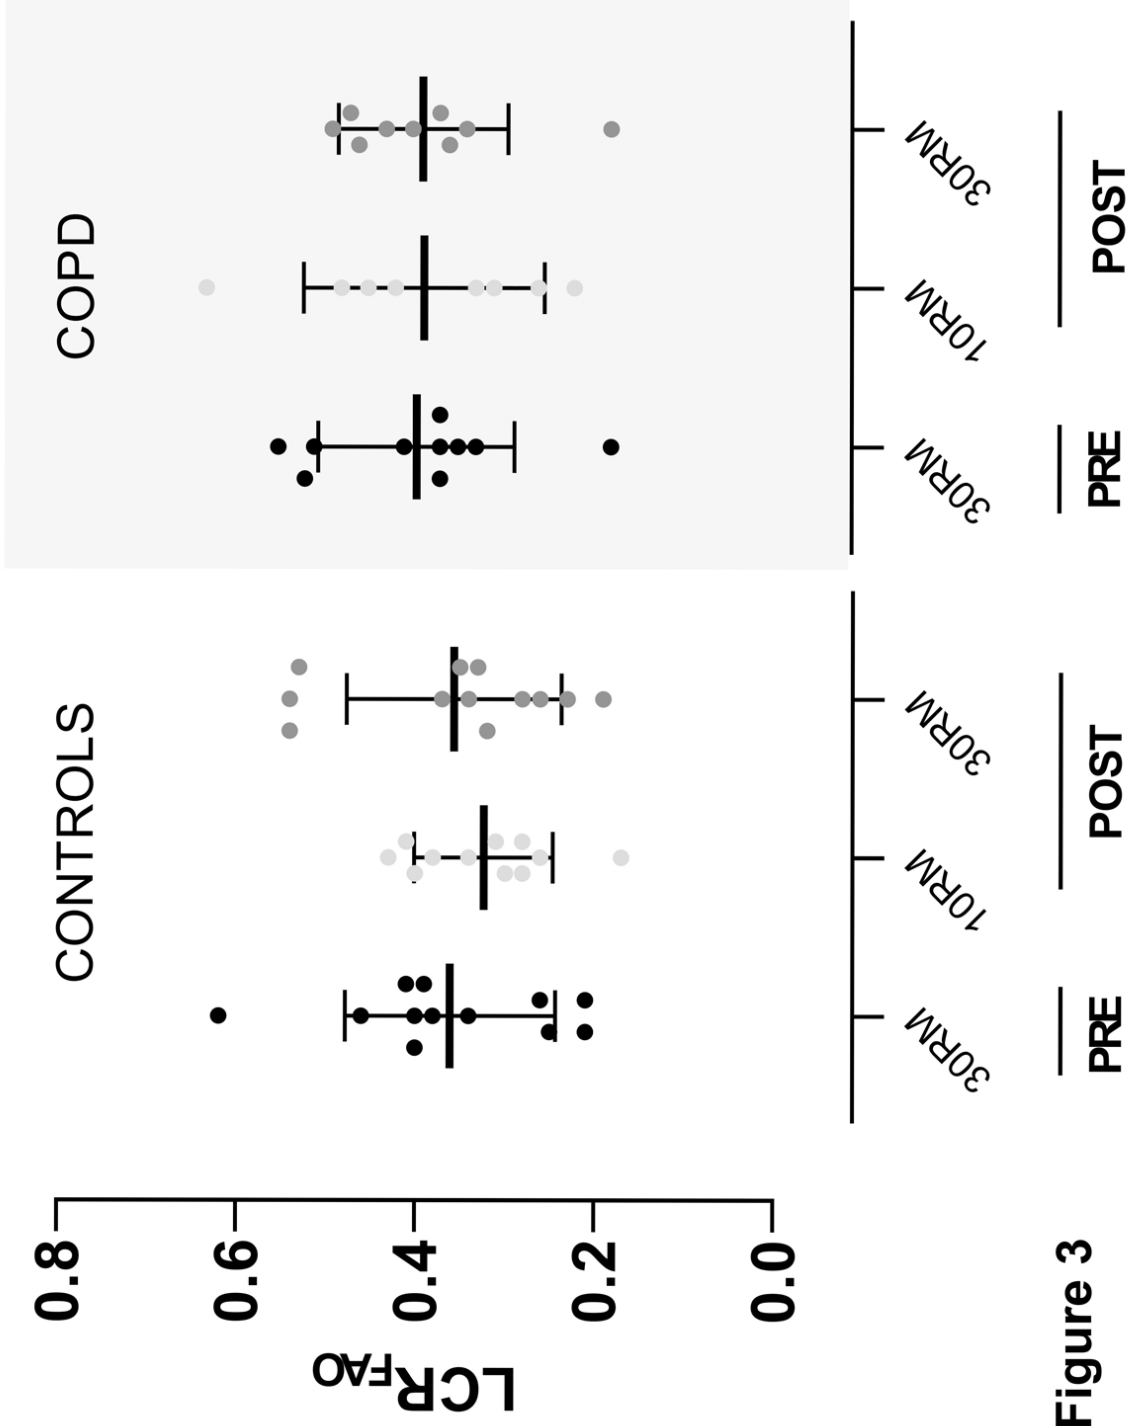 CONTROLS
COPD
LCRFAO
0.8
0.6
0.4
0.2
0.0
30RM
10RM
30RM
30RM
10RM
30RM
PRE
POST
PRE
POST
Figure 3